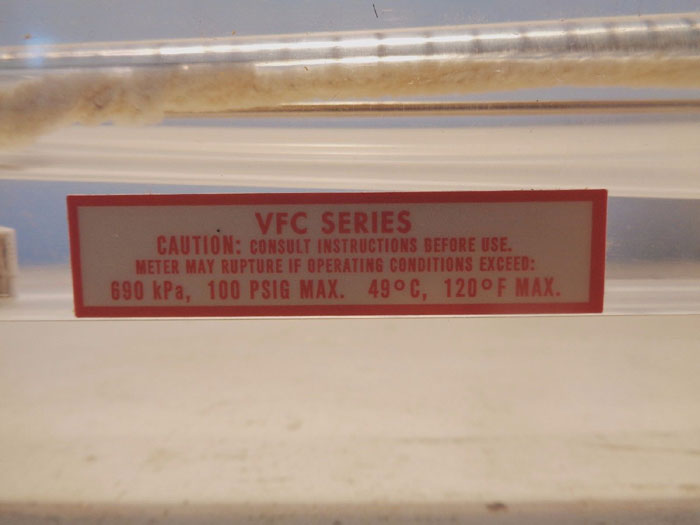 VFC SERIES
CAUTION: CONSULT INSTRUCTIONS BEFORE USE.
METER MAY RUPTURE IF OPERATING CONDITIONS EXCEED:
690 kPa, 100 PSIG MAX. 49°C, 120°F MAX.